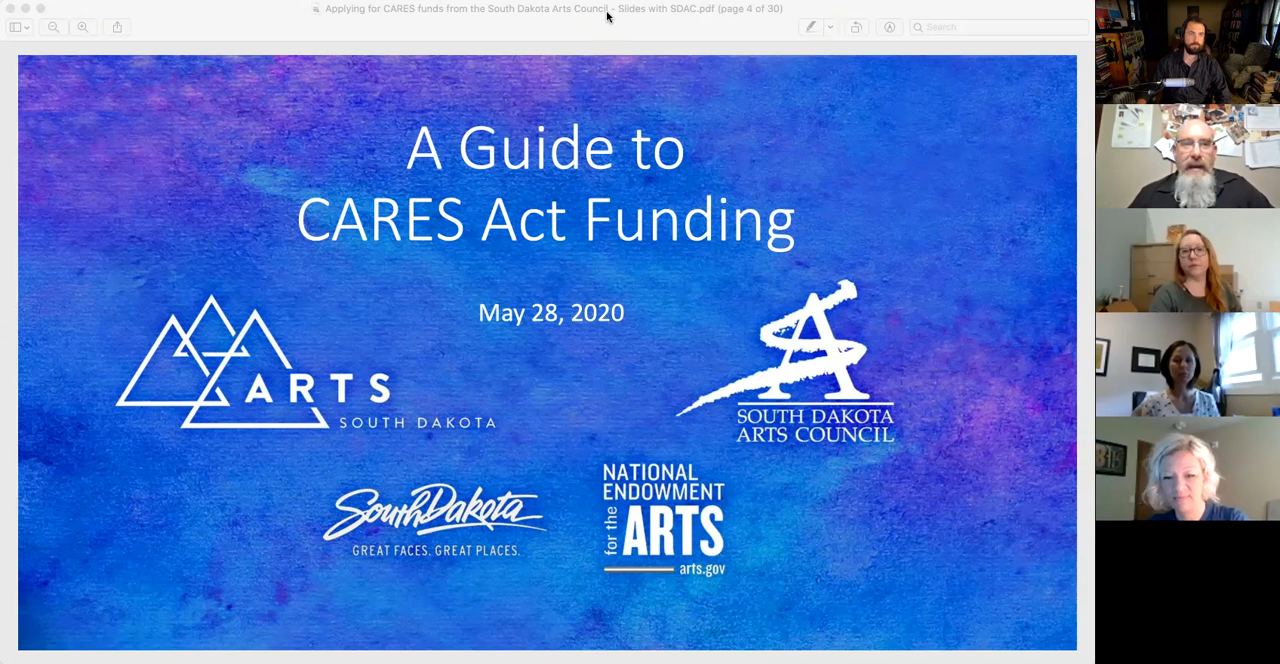 Applying for CARES funds from the South Dakota Arts Council - Slides with SDAC.pdf (page 4 of 30)
Search
A Guide to
CARES Act Funding
May 28, 2020
ARTS
SOUTH DAKOTA
SA
SOUTH DAKOTA
ARTS COUNCIL
South Dakota
GREAT FACES. GREAT PLACES.
NATIONAL
ENDOWMENT
for the
ARTS
arts.gov